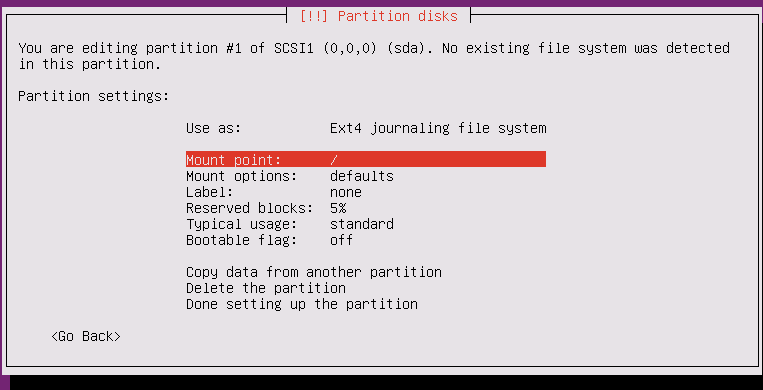 [!!] Partition disks
You are editing partition #1 of SCSI1 (0,0,0) (sda). No existing file system was detected
in this partition.
Partition settings:
Use as: Ext4 journaling file system
Mount point: /
Mount options: defaults
Label: none
Reserved blocks: 5%
Typical usage: standard
Bootable flag: off
Copy data from another partition
Delete the partition
Done setting up the partition
<Go Back>